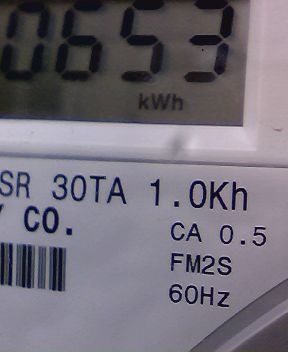 0653
kWh
SR 30TA 1.0Kh
Y CO.
CA 0.5
FM2S
60Hz